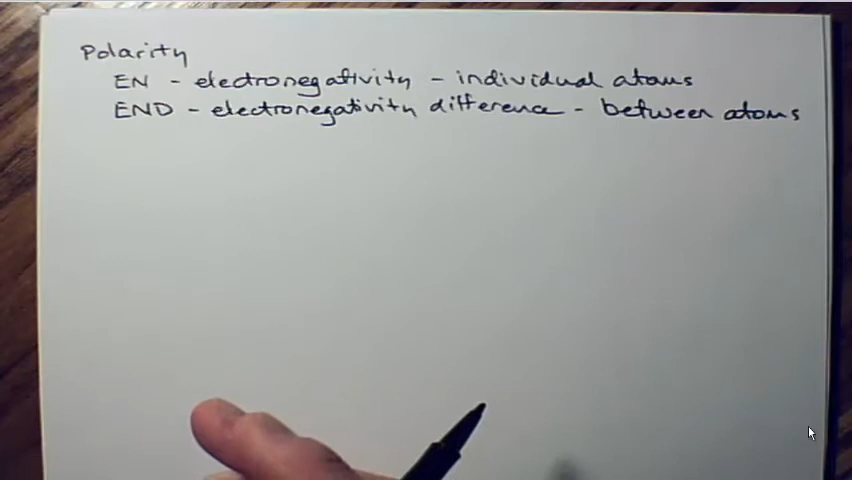 Polarity
EN - electronegativity - individual atoms
END - electronegativity difference - between atoms